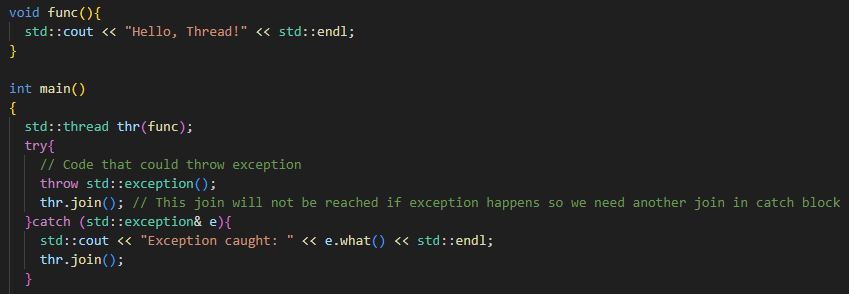 void func(){
  std::cout << "Hello, Thread!" << std::endl;
}

int main()
{
  std::thread thr(func);
  try{
    // Code that could throw exception
    throw std::exception();
    thr.join(); // This join will not be reached if exception happens so we need another join in catch block
  }catch (std::exception& e){
    std::cout << "Exception caught: " << e.what() << std::endl;
    thr.join();
  }